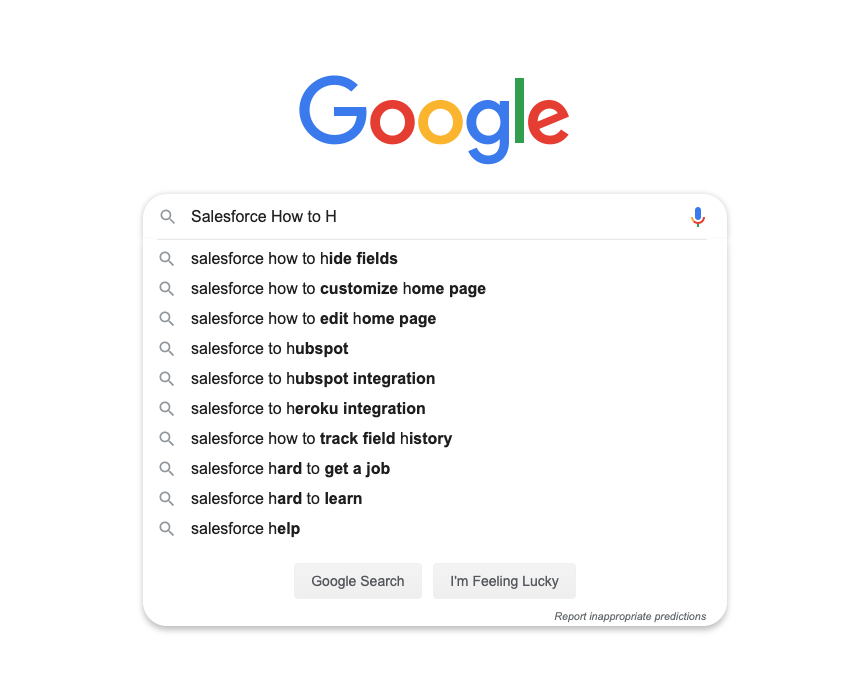 Google
Salesforce How to H
salesforce how to hide fields
salesforce how to customize home page
salesforce how to edit home page
salesforce to hubspot
salesforce to hubspot integration
salesforce to heroku integration
salesforce how to track field history
salesforce hard to get a job
salesforce hard to learn
salesforce help
Google Search I'm Feeling Lucky
Report inappropriate predictions